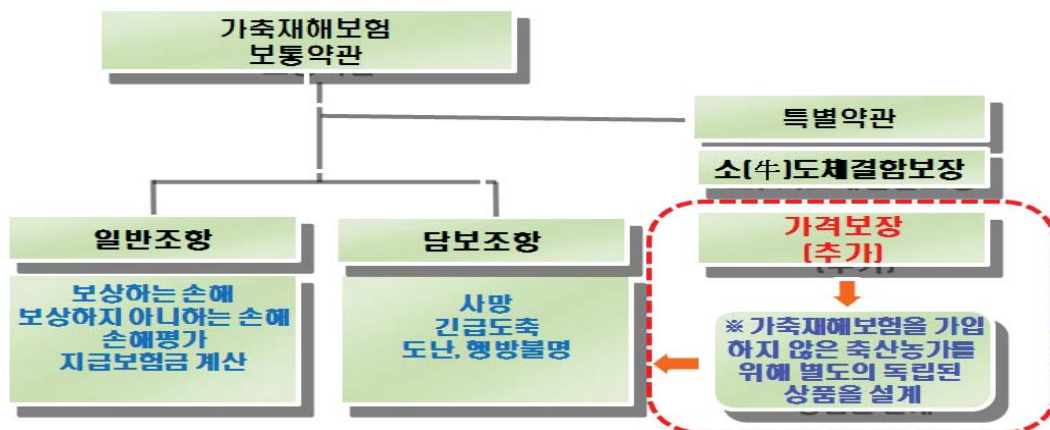 가축재해보험
보통약관
특별약관
소(牛)도체결함보장
일반조항
담보조항
가격보장
(추가)
보상하는 손해
보상하지 아니하는 손해
손해평가
지급보험금 계산
사망
긴급도축
도난, 행방불명
※ 가축재해보험을 가입
하지 않은 축산농가를
위해 별도의 독립된
상품을 설계